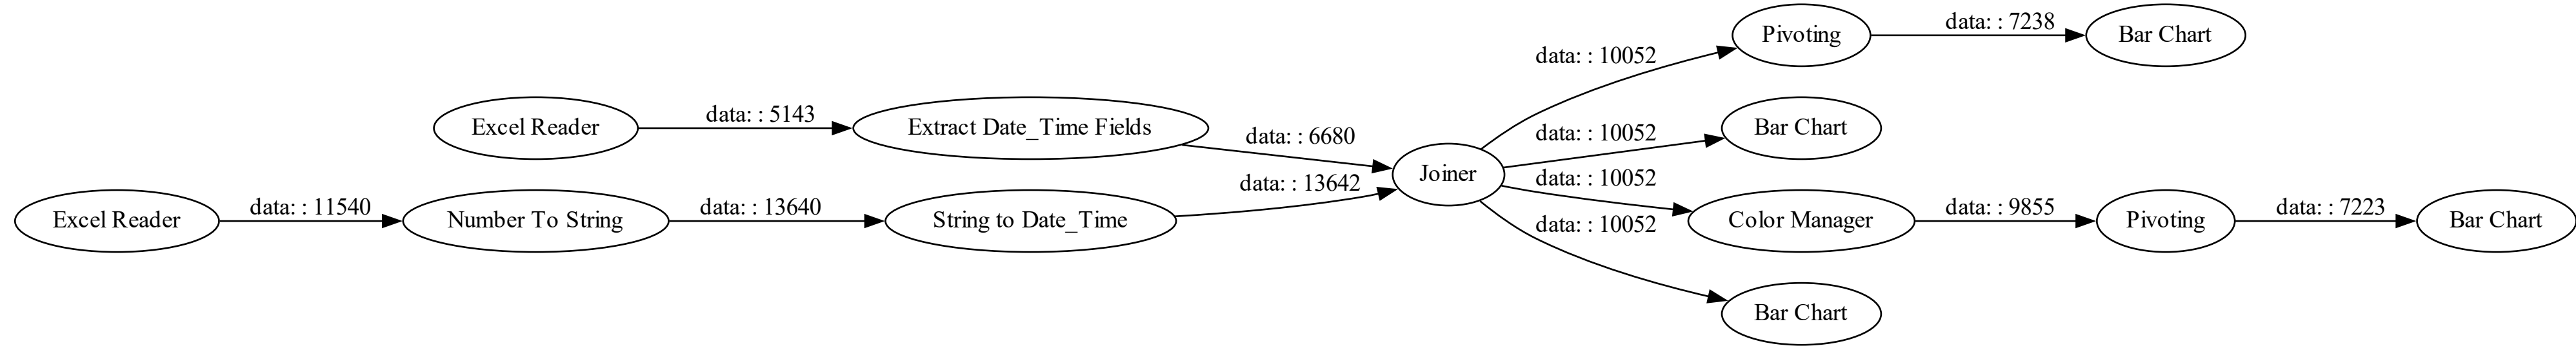 Pivoting
data: : 7238
Bar Chart
data: : 10052
Excel Reader
data: : 5143
Extract Date_Time Fields
data: : 6680
data: : 10052
Bar Chart
Joiner
Excel Reader
data: : 11540
Number To String
data: : 13640
String to Date_Time
data: : 13642
data: : 10052
Color Manager
data: : 9855
Pivoting
data: : 7223
Bar Chart
data: : 10052
Bar Chart